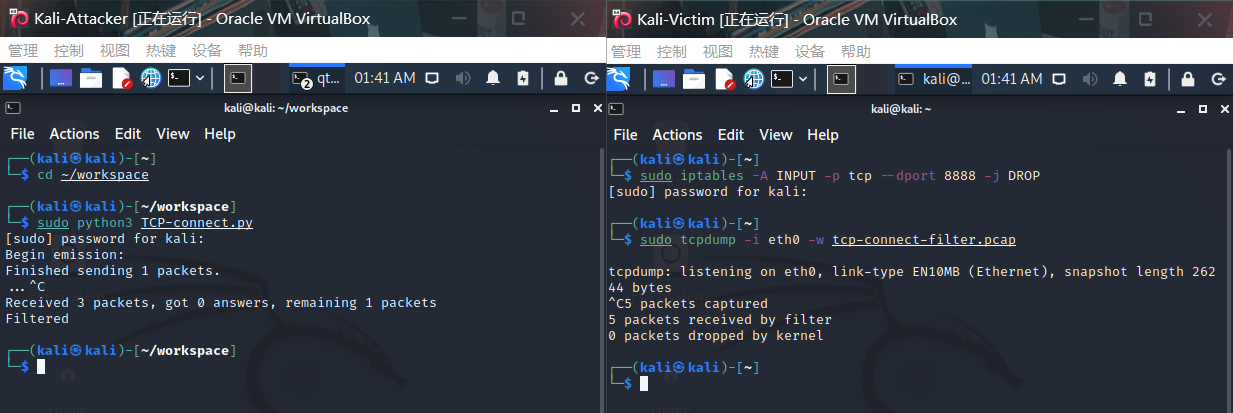 Kali-Attacker [正在运行] - Oracle VM VirtualBox
管理 控制 视图 热键 设备 帮助
2 qt... 01:41 AM
kali@kali: ~/workspace
File Actions Edit View Help
┌──(kali㉿kali)-[~]
└─$ cd ~/workspace
┌──(kali㉿kali)-[~/workspace]
└─$ sudo python3 TCP-connect.py
[sudo] password for kali:
Begin emission:
Finished sending 1 packets.
...^C
Received 3 packets, got 0 answers, remaining 1 packets
Filtered
┌──(kali㉿kali)-[~/workspace]
└─$
Kali-Victim [正在运行] - Oracle VM VirtualBox
管理 控制 视图 热键 设备 帮助
kali@... 01:41 AM
kali@kali: ~
File Actions Edit View Help
┌──(kali㉿kali)-[~]
└─$ sudo iptables -A INPUT -p tcp --dport 8888 -j DROP
[sudo] password for kali:
┌──(kali㉿kali)-[~]
└─$ sudo tcpdump -i eth0 -w tcp-connect-filter.pcap
tcpdump: listening on eth0, link-type EN10MB (Ethernet), snapshot length 262
44 bytes
^C5 packets captured
5 packets received by filter
0 packets dropped by kernel
┌──(kali㉿kali)-[~]
└─$